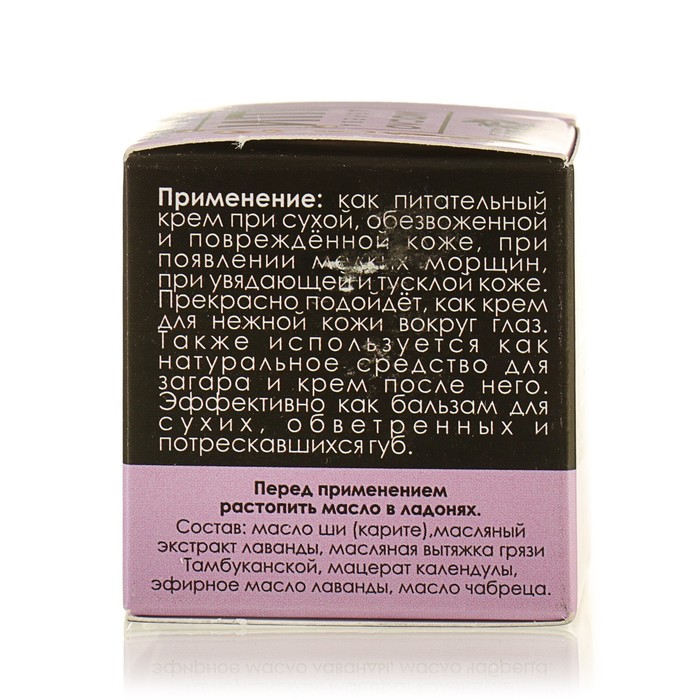 Применение: как питательный
крем при сухой, обезвоженной
и повреждённой коже, при
появлении мелких морщин,
при увядающей и тусклой коже.
Прекрасно подойдёт, как крем
для нежной кожи вокруг глаз.
Также используется как
натуральное средство для
загара и крем после него.
Эффективно как бальзам для
сухих, обветренных и
потрескавшихся губ.
Перед применением
растопить масло в ладонях.
Состав: масло ши (карите),масляный
экстракт лаванды, масляная вытяжка грязи
Тамбуканской, мацерат календулы,
эфирное масло лаванды, масло чабреца.